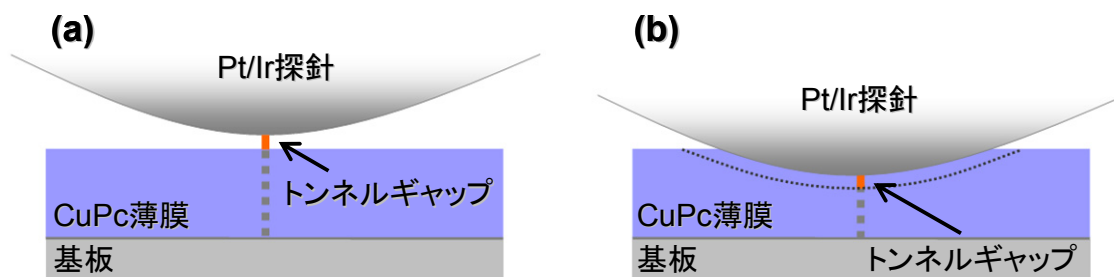 (a)
Pt/Ir探針
トンネルギャップ
CuPc薄膜
基板
(b)
Pt/Ir探針
CuPc薄膜
基板
トンネルギャップ